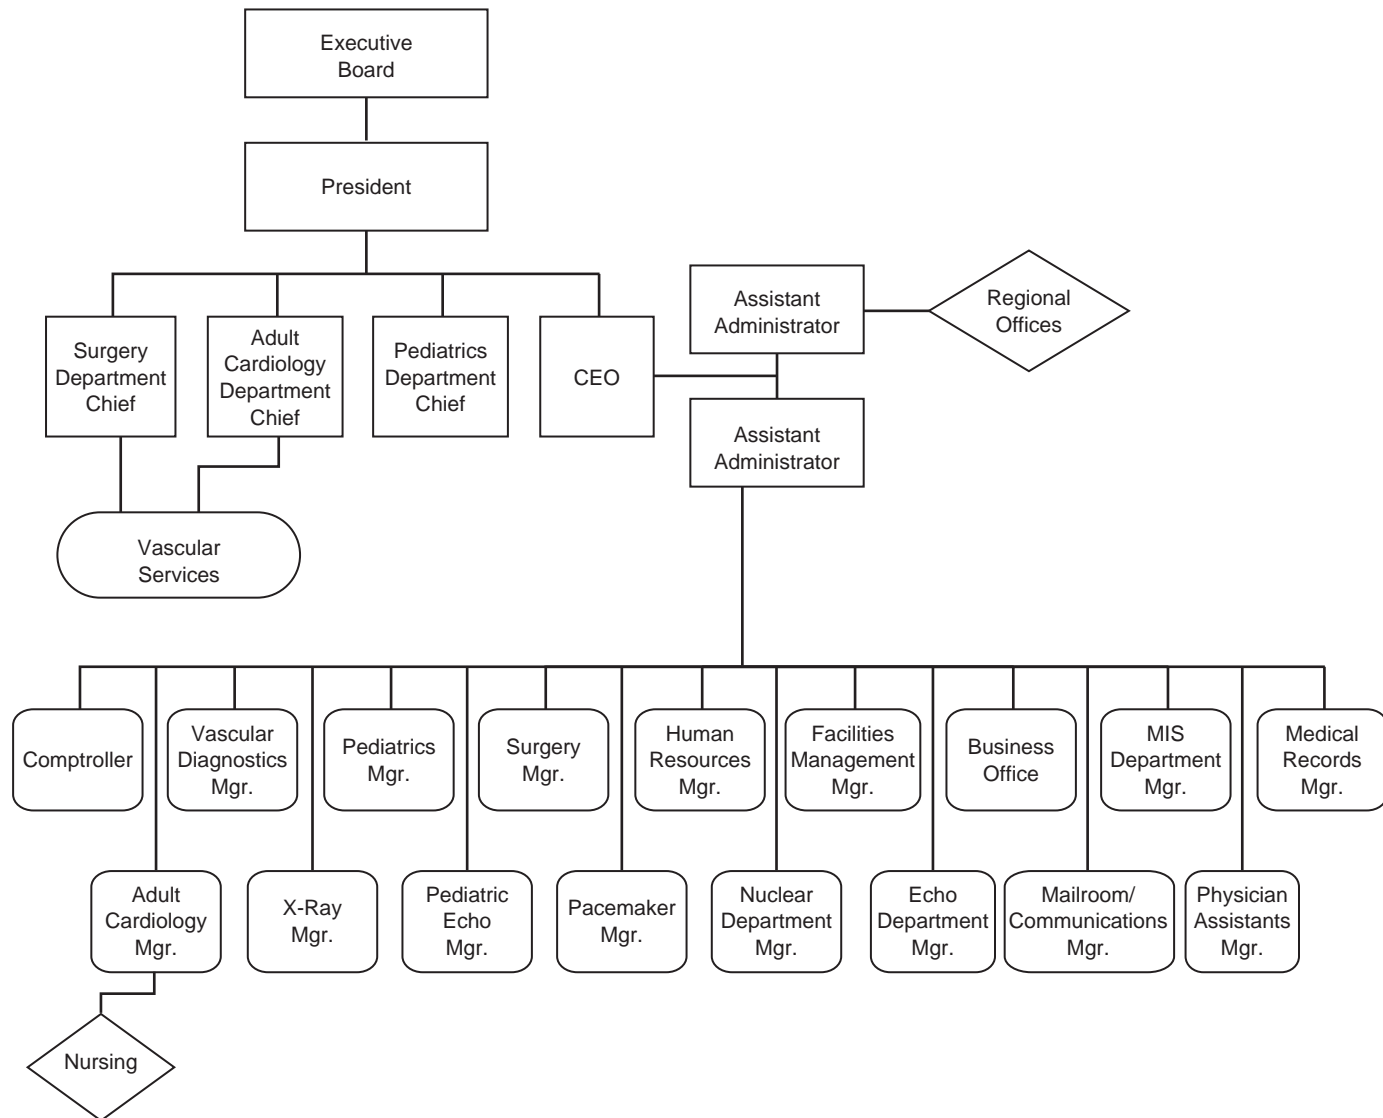 Executive
Board
President
Assistant
Administrator
Regional
Offices
Surgery
Department
Chief
Adult
Cardiology
Department
Chief
Pediatrics
Department
Chief
CEO
Assistant
Administrator
Vascular
Services
Comptroller
Vascular
Diagnostics
Mgr.
Pediatrics
Mgr.
Surgery
Mgr.
Human
Resources
Mgr.
Facilities
Management
Mgr.
Business
Office
MIS
Department
Mgr.
Medical
Records
Mgr.
Adult
Cardiology
Mgr.
X-Ray
Mgr.
Pediatric
Echo
Mgr.
Pacemaker
Mgr.
Nuclear
Department
Mgr.
Echo
Department
Mgr.
Mailroom/
Communications
Mgr.
Physician
Assistants
Mgr.
Nursing